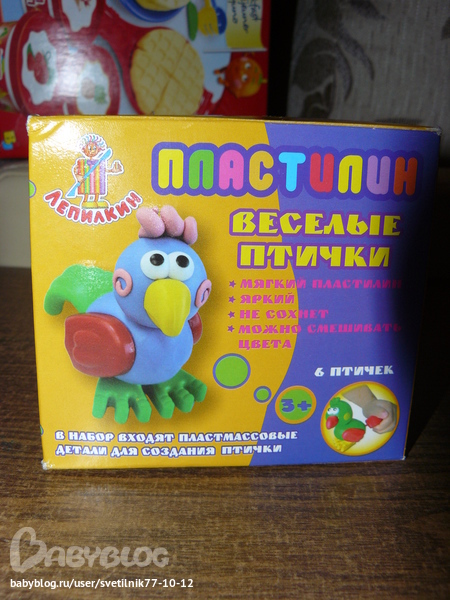 ЛЕПИЛКИН
ПЛАСТИЛИН
ВЕСЕЛЫЕ
ПТИЧКИ
★ МЯГКИЙ ПЛАСТИЛИН
★ ЯРКИЙ
★ НЕ СОХНЕТ
★ МОЖНО СМЕШИВАТЬ
ЦВЕТА
6 ПТИЧЕК
3+
В НАБОР ВХОДЯТ ПЛАСТМАССОВЫЕ
ДЕТАЛИ ДЛЯ СОЗДАНИЯ ПТИЧКИ
BABYBLOG
babyblog.ru/user/svetilnik77-10-12